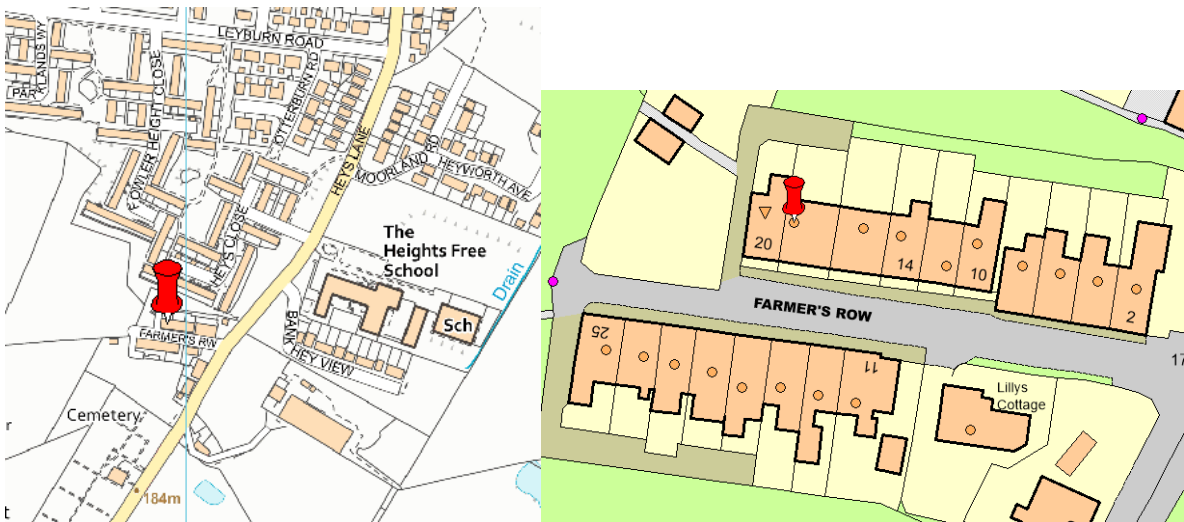 LEYBURN ROAD
KLANDS WY
PAR
FOWLER HEIGHT CLOSE
OTTERBURN RD
HEYS LANE
MOORLAND RD
HEYWORTH AVE
HEYS CLOSE
The
Heights Free
School
Drain
Sch
FARMER'S RW
BANK
HEY VIEW
Cemetery
r
184m
t
20
14
10
2
FARMER'S ROW
25
11
17
Lillys
Cottage